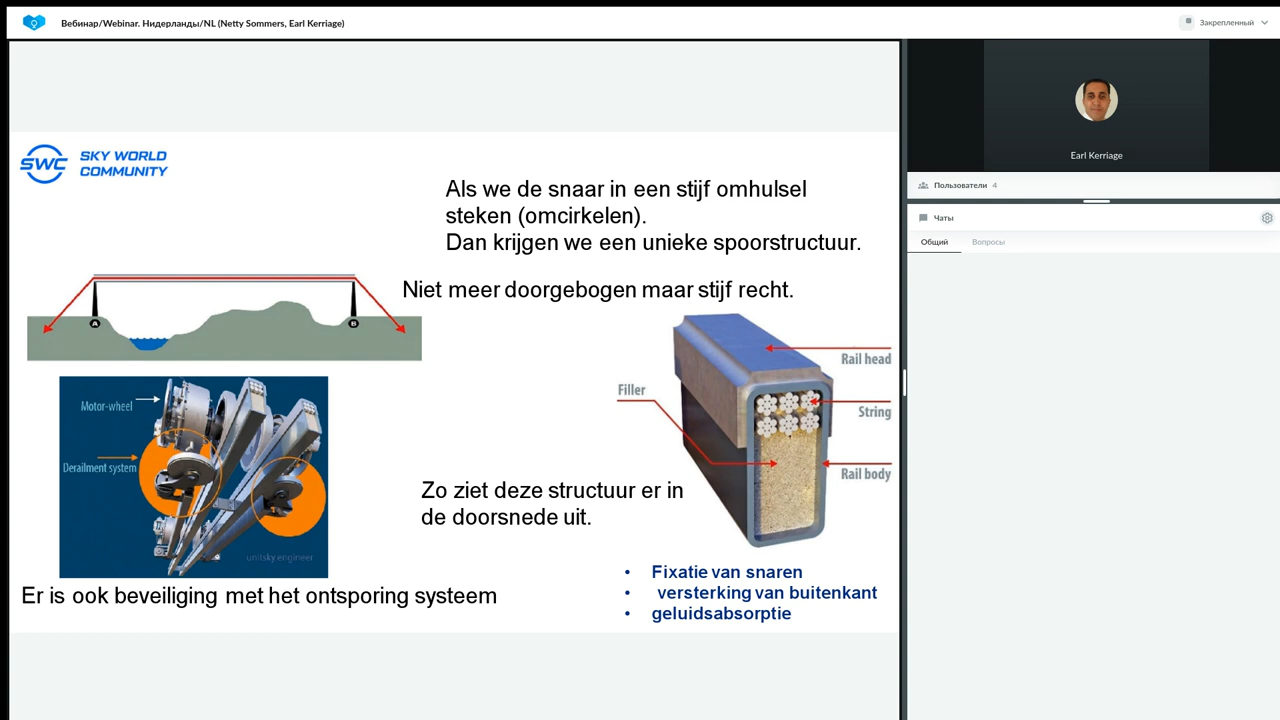 Вебинар/Webinar. Нидерланды/NL (Netty Sommers, Earl Kerriage)
Закрепленный
SWC
SKY WORLD
COMMUNITY
Als we de snaar in een stijf omhulsel
steken (omcirkelen).
Dan krijgen we een unieke spoorstructuur.
Niet meer doorgebogen maar stijf recht.
A
B
Motor-wheel
Derailment system
unitsky engineer
Rail head
Filler
String
Rail body
Zo ziet deze structuur er in
de doorsnede uit.
Er is ook beveiliging met het ontsporing systeem
• Fixatie van snaren
• versterking van buitenkant
• geluidsabsorptie
Earl Kerriage
Пользователи 4
Чаты
Общий
Вопросы